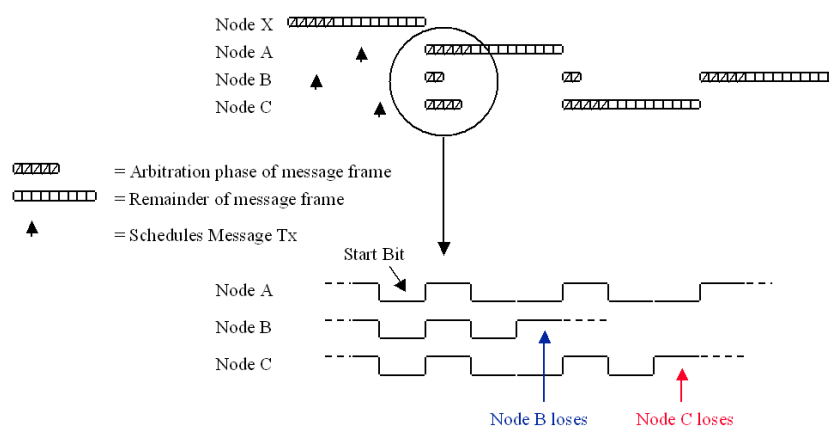 Node X
Node A
Node B
Node C
= Arbitration phase of message frame
= Remainder of message frame
= Schedules Message Tx
Start Bit
Node A
Node B
Node C
Node B loses
Node C loses